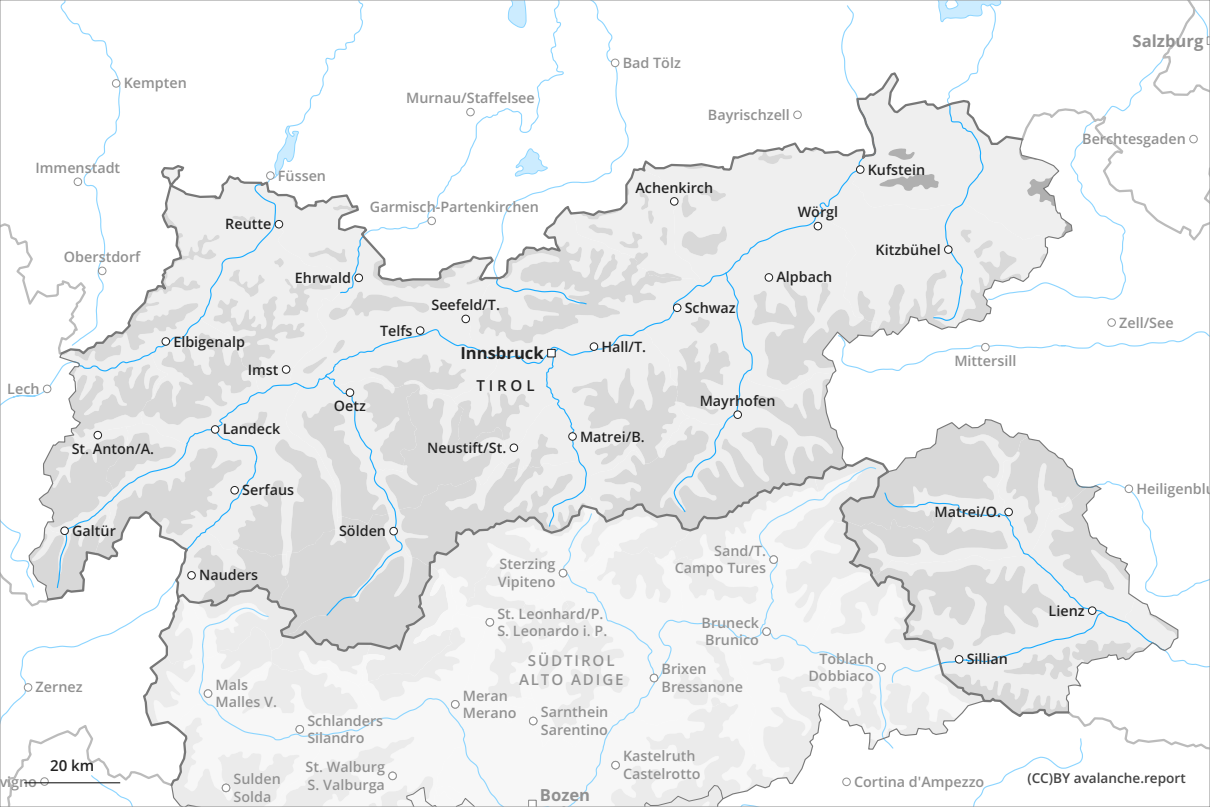 Salzburg
Bad Tölz
Kempten
Murnau/Staffelsee
Bayrischzell
Berchtesgaden
Immenstadt
Füssen
Kufstein
Achenkirch
Garmisch-Partenkirchen
Wörgl
Reutte
Kitzbühel
Oberstdorf
Ehrwald
Alpbach
Seefeld/T.
Schwaz
Telfs
Zell/See
Elbigenalp
Innsbruck
Hall/T.
Mittersill
Imst
TIROL
Lech
Oetz
Mayrhofen
Landeck
Matrei/B.
St. Anton/A.
Neustift/St.
Serfaus
Heiligenblu
Matrei/O.
Galtür
Sölden
Sand/T.
Campo Tures
Sterzing
Vipiteno
Nauders
Lienz
St. Leonhard/P.
S. Leonardo i. P.
Bruneck
Brunico
SÜDTIROL
ALTO ADIGE
Toblach
Dobbiaco
Sillian
Brixen
Bressanone
Zernez
Mals
Malles V.
Meran
Merano
Sarnthein
Sarentino
Schlanders
Silandro
Kastelruth
Castelrotto
20 km
St. Walburg
S. Valburga
vigno
Sulden
Solda
Cortina d'Ampezzo
(CC)BY avalanche.report
Bozen